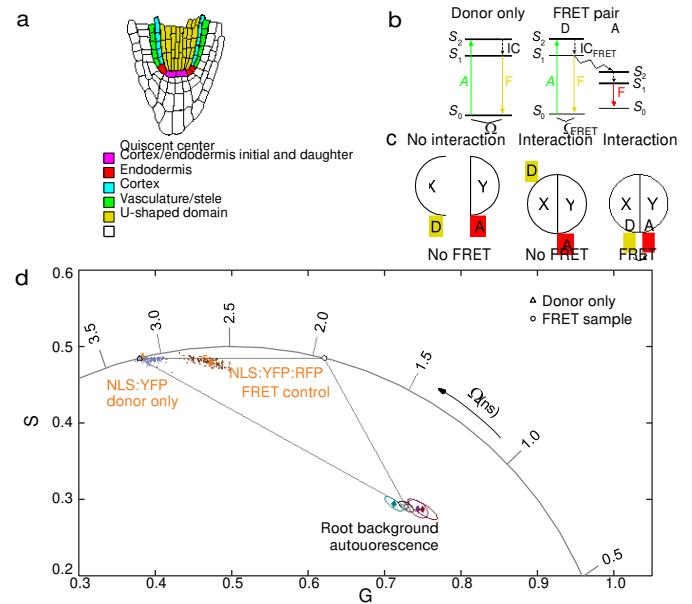 a
Quiscent center
Cortex/endodermis initial and daughter
Endodermis
Cortex
Vasculature/stele
U-shaped domain
b
Donor only
FRET pair
D A
S2
S1
IC
A
F
S0
Ω
S2
S1
ICFRET
A
F
S0
ΩFRET
S2
S1
F
S0
c
No interaction
Interaction
Interaction
X Y
D A
No FRET
D
X Y
A
No FRET
X Y
D A
FRET
d
0.6
0.5
0.4
0.3
0.2
S
0.3 0.4 0.5 0.6 0.7 0.8 0.9 1.0
G
3.5
3.0
2.5
2.0
1.5
1.0
0.5
Ω(ns)
Donor only
FRET sample
NLS:YFP
donor only
NLS:YFP:RFP
FRET control
Root background
autouorescence